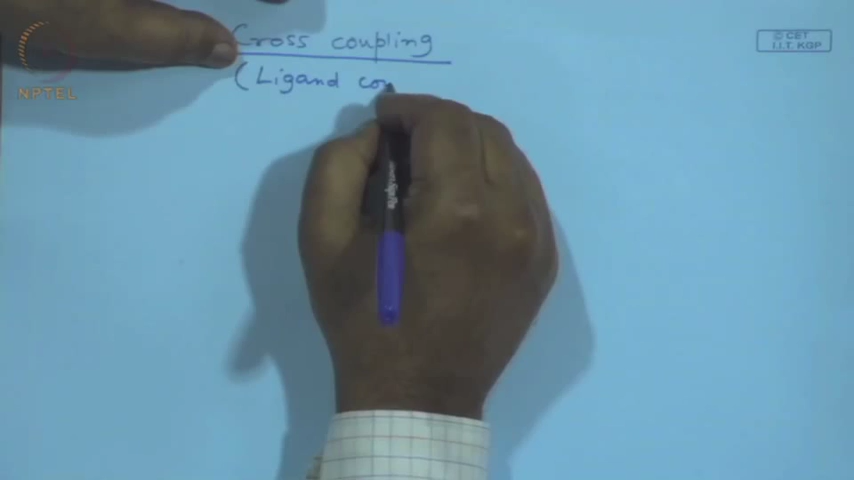 Cross coupling
(Ligand co
NPTEL
© CET
I.I.T. KGP